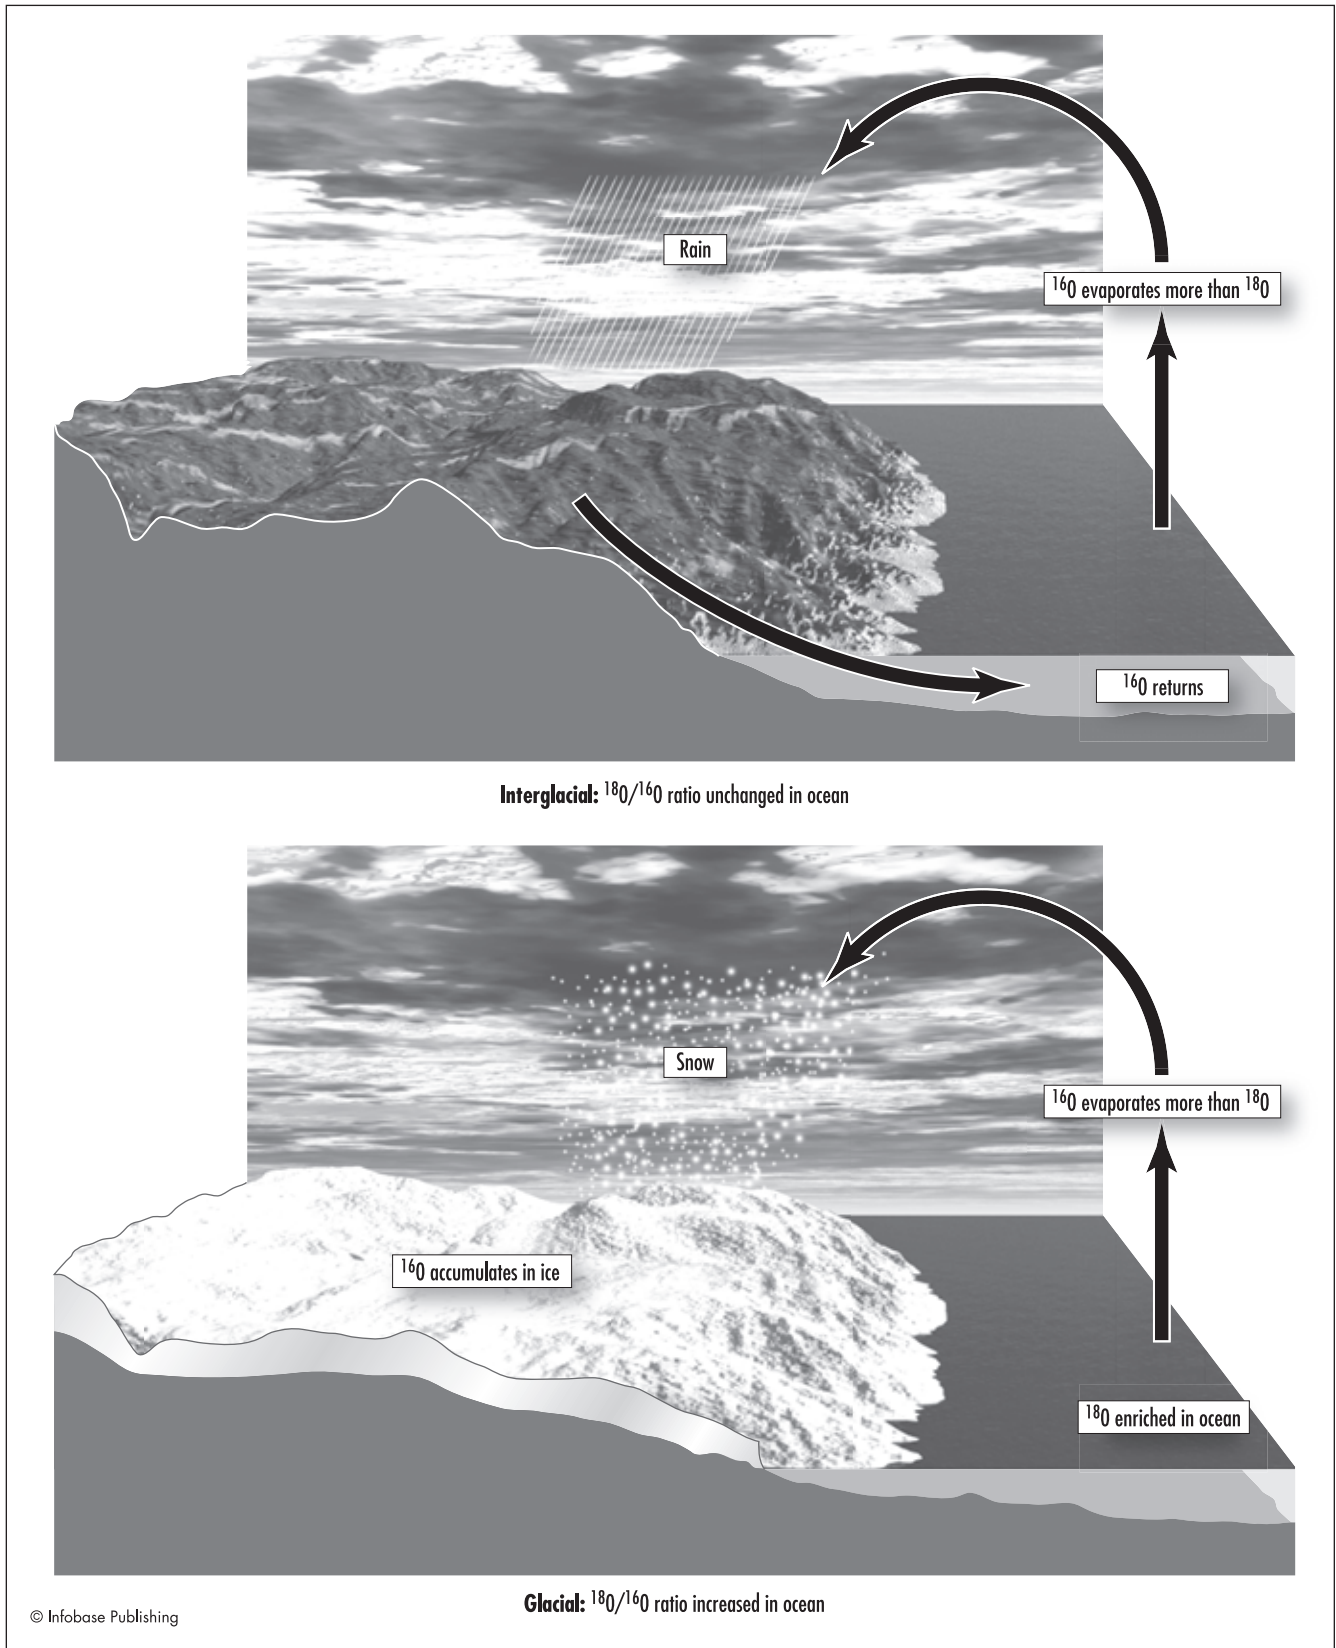 Rain
¹⁶O evaporates more than ¹⁸O
¹⁶O returns
Interglacial: ¹⁸O/¹⁶O ratio unchanged in ocean
Snow
¹⁶O evaporates more than ¹⁸O
¹⁶O accumulates in ice
¹⁸O enriched in ocean
Glacial: ¹⁸O/¹⁶O ratio increased in ocean
© Infobase Publishing